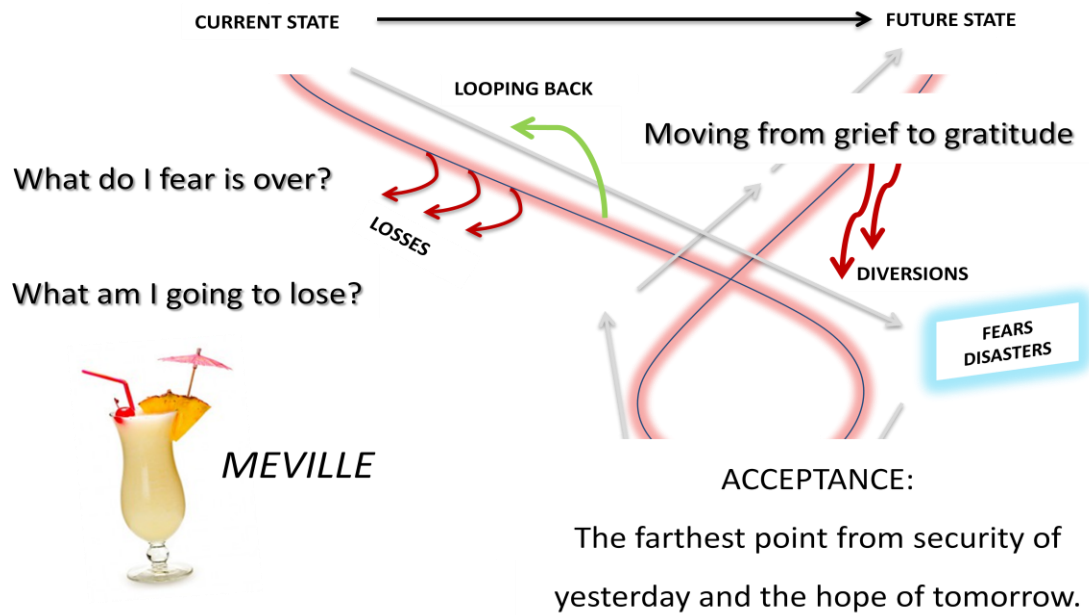 CURRENT STATE
FUTURE STATE
LOOPING BACK
Moving from grief to gratitude
What do I fear is over?
LOSSES
DIVERSIONS
What am I going to lose?
FEARS
DISASTERS
MEVILLE
ACCEPTANCE:
The farthest point from security of
yesterday and the hope of tomorrow.